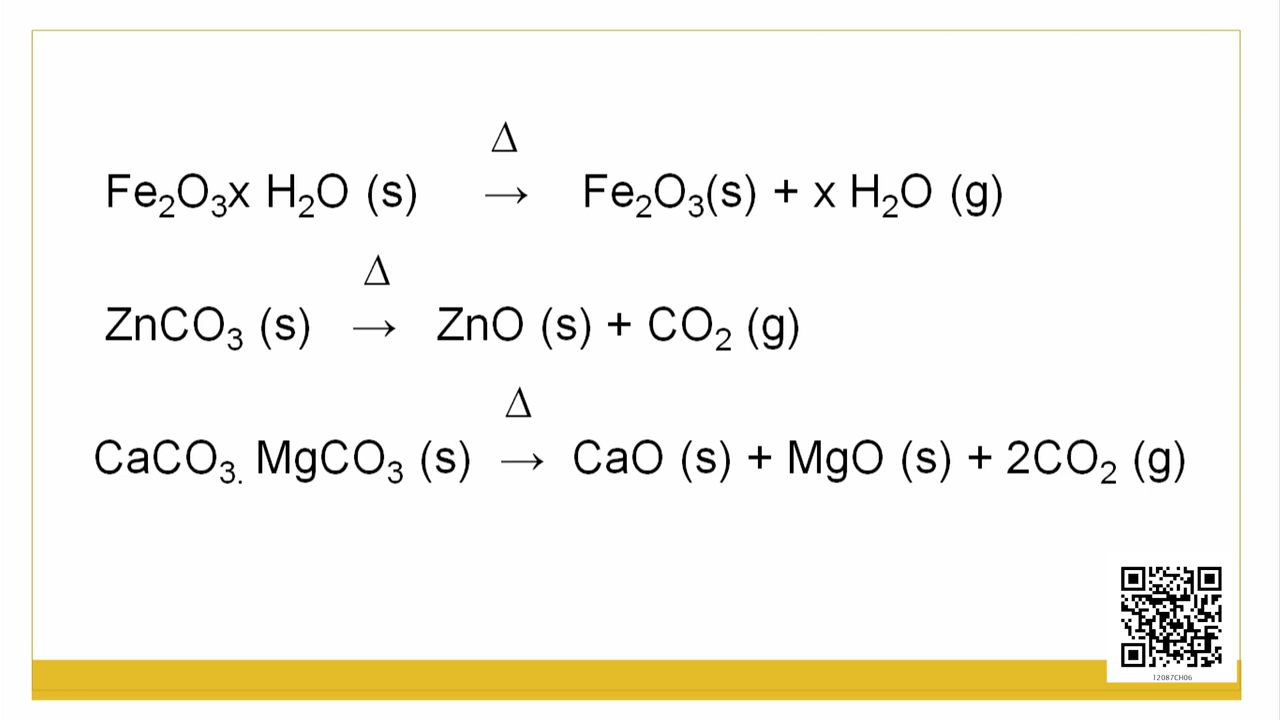 Δ
Fe₂O₃x H₂O (s) → Fe₂O₃(s) + x H₂O (g)
Δ
ZnCO₃ (s) → ZnO (s) + CO₂ (g)
Δ
CaCO₃. MgCO₃ (s) → CaO (s) + MgO (s) + 2CO₂ (g)
12087CH06